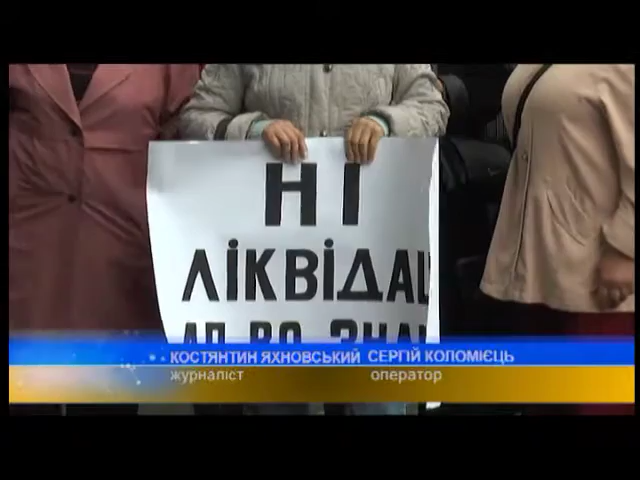 НІ
ЛІКВІДАЦ
КОСТЯНТИН ЯХНОВСЬКИЙ СЕРГІЙ КОЛОМІЄЦЬ
журналіст оператор